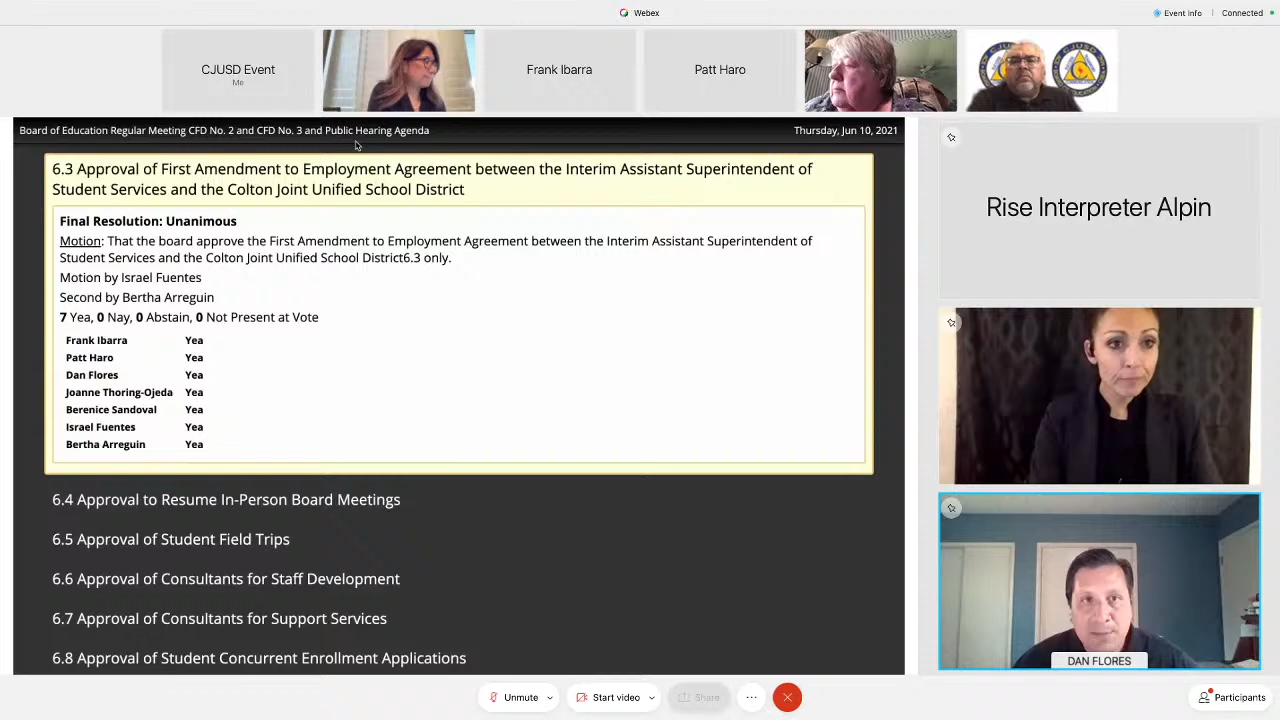 Webex
Event Info
Connected
CJUSD Event
Me
Frank Ibarra
Patt Haro
CJUSD
CJUSD
Board of Education Regular Meeting CFD No. 2 and CFD No. 3 and Public Hearing Agenda
Thursday, Jun 10, 2021
6.3 Approval of First Amendment to Employment Agreement between the Interim Assistant Superintendent of
Student Services and the Colton Joint Unified School District
Final Resolution: Unanimous
Motion: That the board approve the First Amendment to Employment Agreement between the Interim Assistant Superintendent of
Student Services and the Colton Joint Unified School District6.3 only.
Motion by Israel Fuentes
Second by Bertha Arreguin
7 Yea, 0 Nay, 0 Abstain, 0 Not Present at Vote
Frank Ibarra Yea
Patt Haro Yea
Dan Flores Yea
Joanne Thoring-Ojeda Yea
Berenice Sandoval Yea
Israel Fuentes Yea
Bertha Arreguin Yea
6.4 Approval to Resume In-Person Board Meetings
6.5 Approval of Student Field Trips
6.6 Approval of Consultants for Staff Development
6.7 Approval of Consultants for Support Services
6.8 Approval of Student Concurrent Enrollment Applications
Rise Interpreter Alpin
DAN FLORES
Unmute
Start video
Share
Participants